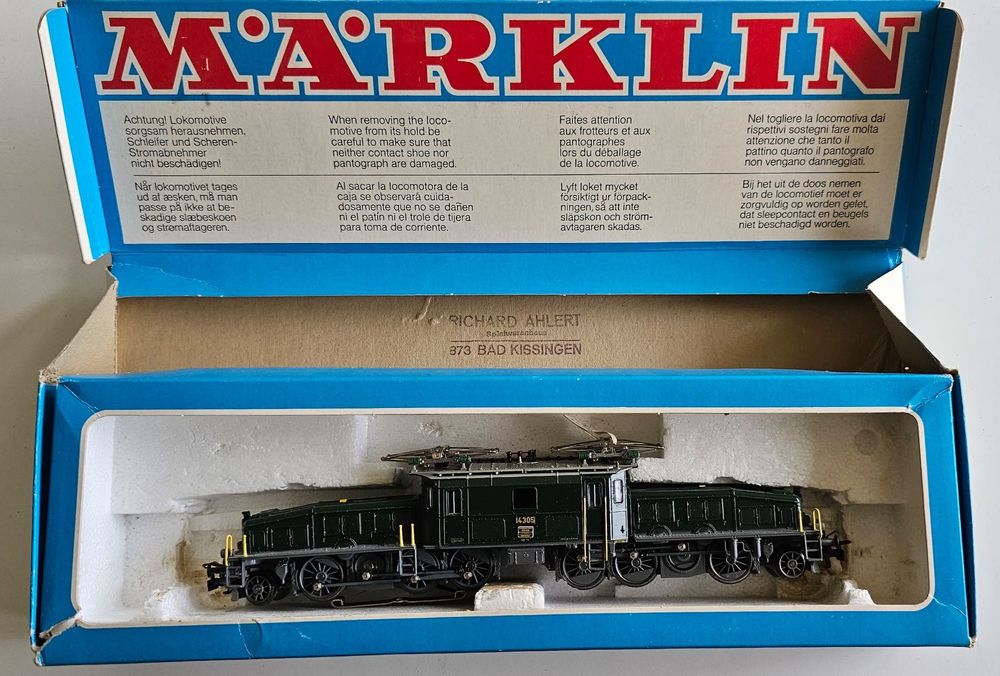 MÄRKLIN
Achtung! Lokomotive
sorgsam herausnehmen,
Schleifer und Scheren-
Stromabnehmer
nicht beschädigen!
When removing the loco-
motive from its hold be
careful to make sure that
neither contact shoe nor
pantograph are damaged.
Faites attention
aux frotteurs et aux
pantographes
lors du déballage
de la locomotive.
Nel togliere la locomotiva dai
rispettivi sostegni fare molta
attenzione che tanto il
pattino quanto il pantografo
non vengano danneggiati.
Når lokomotivet tages
ud af æsken, må man
passe på ikke at be-
skadige slæbeskoen
og strømaftageren.
Al sacar la locomotora de la
caja se observará cuida-
dosamente que no se dañen
ni el patín ni el trole de tijera
para toma de corriente.
Lyft loket mycket
försiktigt ur förpack-
ningen, så att inte
släpskon och ström-
avtagaren skadas.
Bij het uit de doos nemen
van de locomotief moet er
zorgvuldig op worden gelet,
dat sleepcontact en beugels
niet beschadigd worden.
RICHARD AHLERT
Spielwarenhaus
873 BAD KISSINGEN
14305